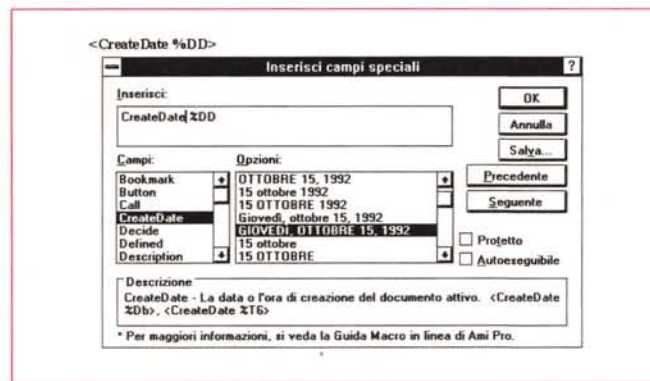 <CreateDate %DD>
Inserisci campi speciali
?
Inserisci:
CreateDate %DD
OK
Annulla
Salva...
Precedente
Seguente
Campi:
Bookmark
Button
Call
CreateDate
Decide
Defined
Description
Opzioni:
OTTOBRE 15, 1992
15 ottobre 1992
15 OTTOBRE 1992
Giovedì, ottobre 15, 1992
GIOVEDÌ, OTTOBRE 15, 1992
15 ottobre
15 OTTOBRE
Protetto
Autoeseguibile
Descrizione
CreateDate - La data o l'ora di creazione del documento attivo. <CreateDate
%Db>, <CreateDate %T6>
* Per maggiori informazioni, si veda la Guida Macro in linea di Ami Pro.